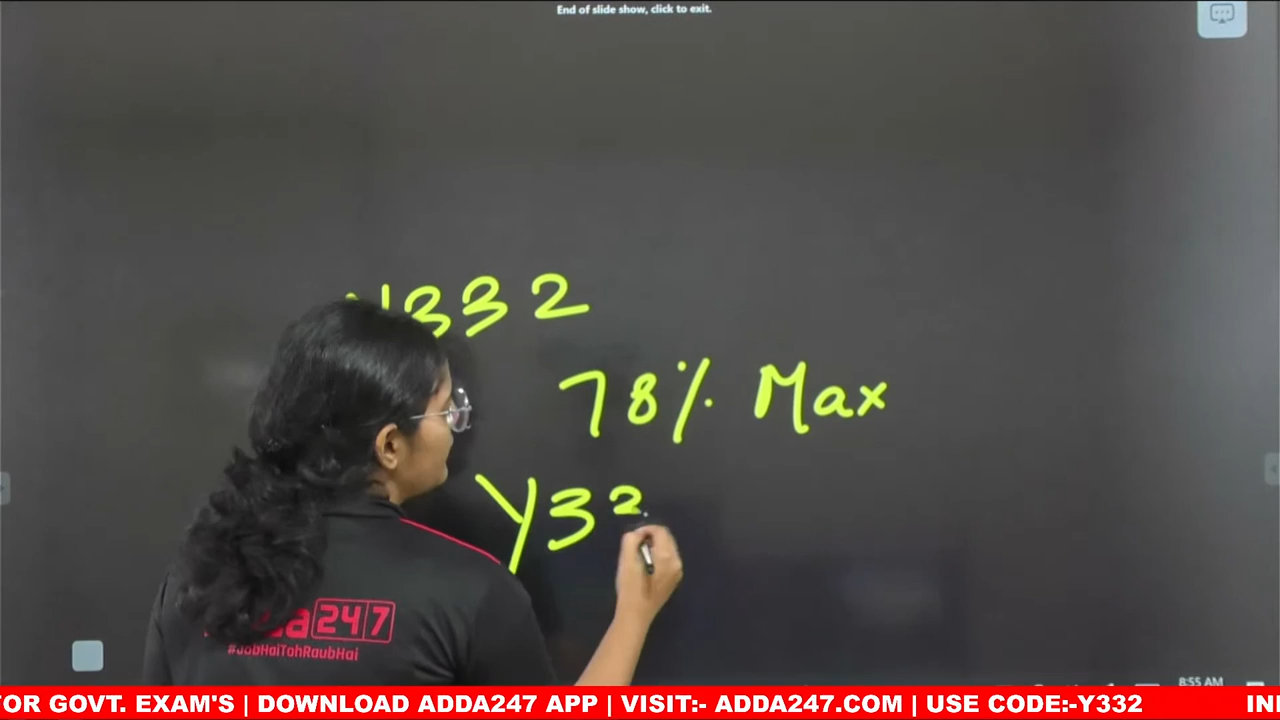 End of slide show, click to exit.
Y332
78% Max
Y32
247
#JobHaiTohRaubHai
8:55 AM
FOR GOVT. EXAM'S | DOWNLOAD ADDA247 APP | VISIT:- ADDA247.COM | USE CODE:-Y332